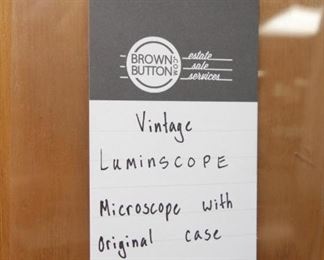 BROWN
BUTTON
.COM
estate
sale
services
Vintage
LUMINSCOPE
Microscope with
Original case